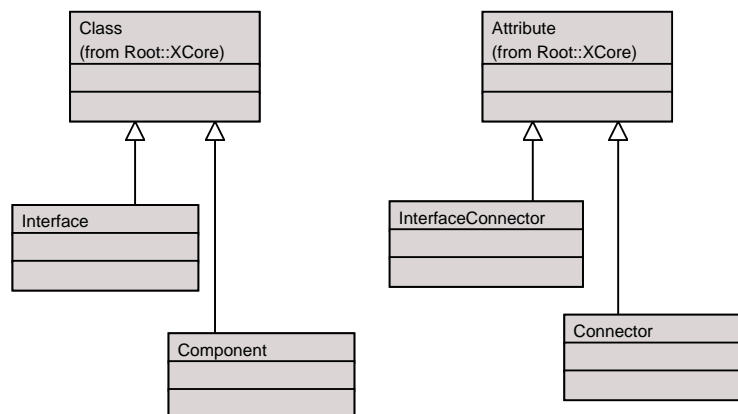 Class
(from Root::XCore)
Attribute
(from Root::XCore)
Interface
InterfaceConnector
Component
Connector